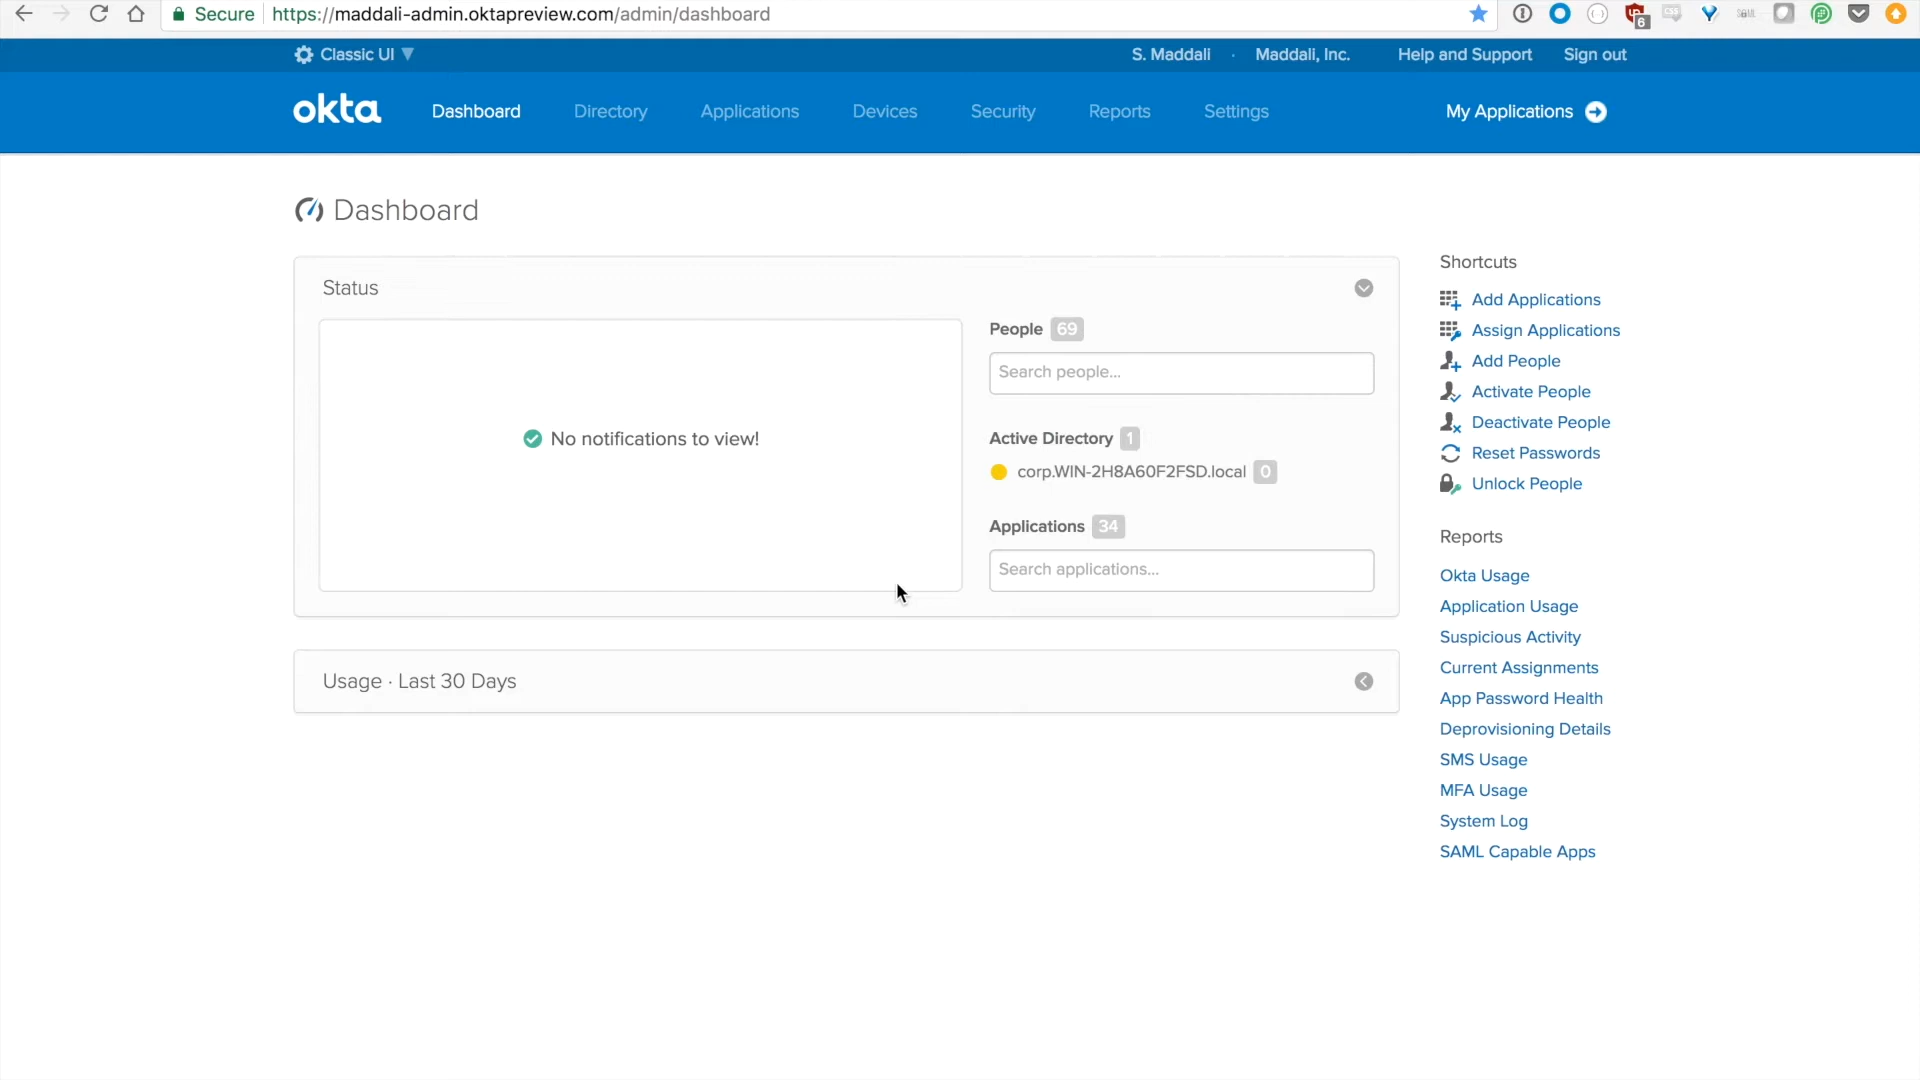 Secure https://maddali-admin.oktapreview.com/admin/dashboard
6
Classic UI S. Maddali · Maddali, Inc. Help and Support Sign out
okta Dashboard Directory Applications Devices Security Reports Settings My Applications
Dashboard
Status
No notifications to view!
People 69
Search people...
Active Directory 1
corp.WIN-2H8A60F2FSD.local 0
Applications 34
Search applications...
Usage · Last 30 Days
Shortcuts
Add Applications
Assign Applications
Add People
Activate People
Deactivate People
Reset Passwords
Unlock People
Reports
Okta Usage
Application Usage
Suspicious Activity
Current Assignments
App Password Health
Deprovisioning Details
SMS Usage
MFA Usage
System Log
SAML Capable Apps